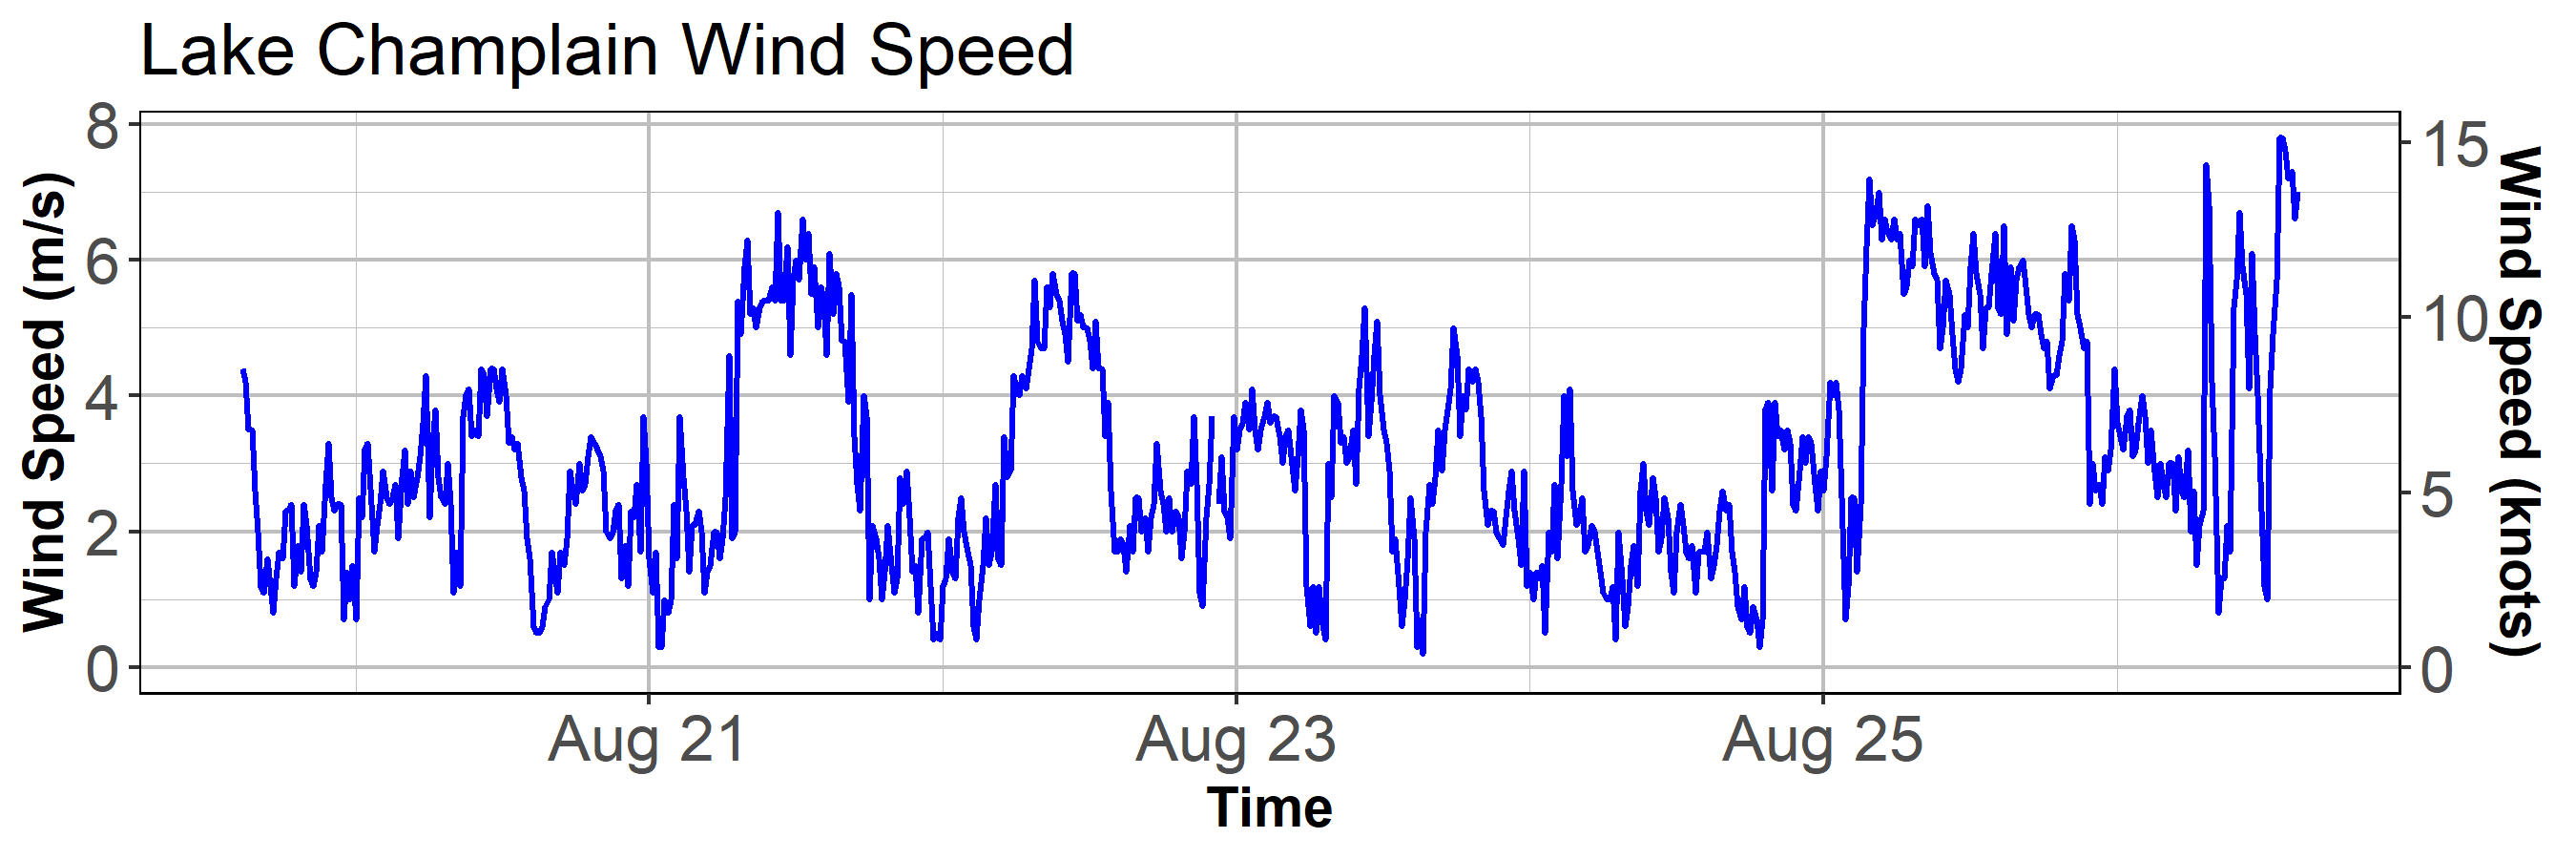 Lake Champlain Wind Speed
Wind Speed (m/s)
8
6
4
2
0
15
10
5
0
Wind Speed (knots)
Aug 21 Aug 23 Aug 25
Time